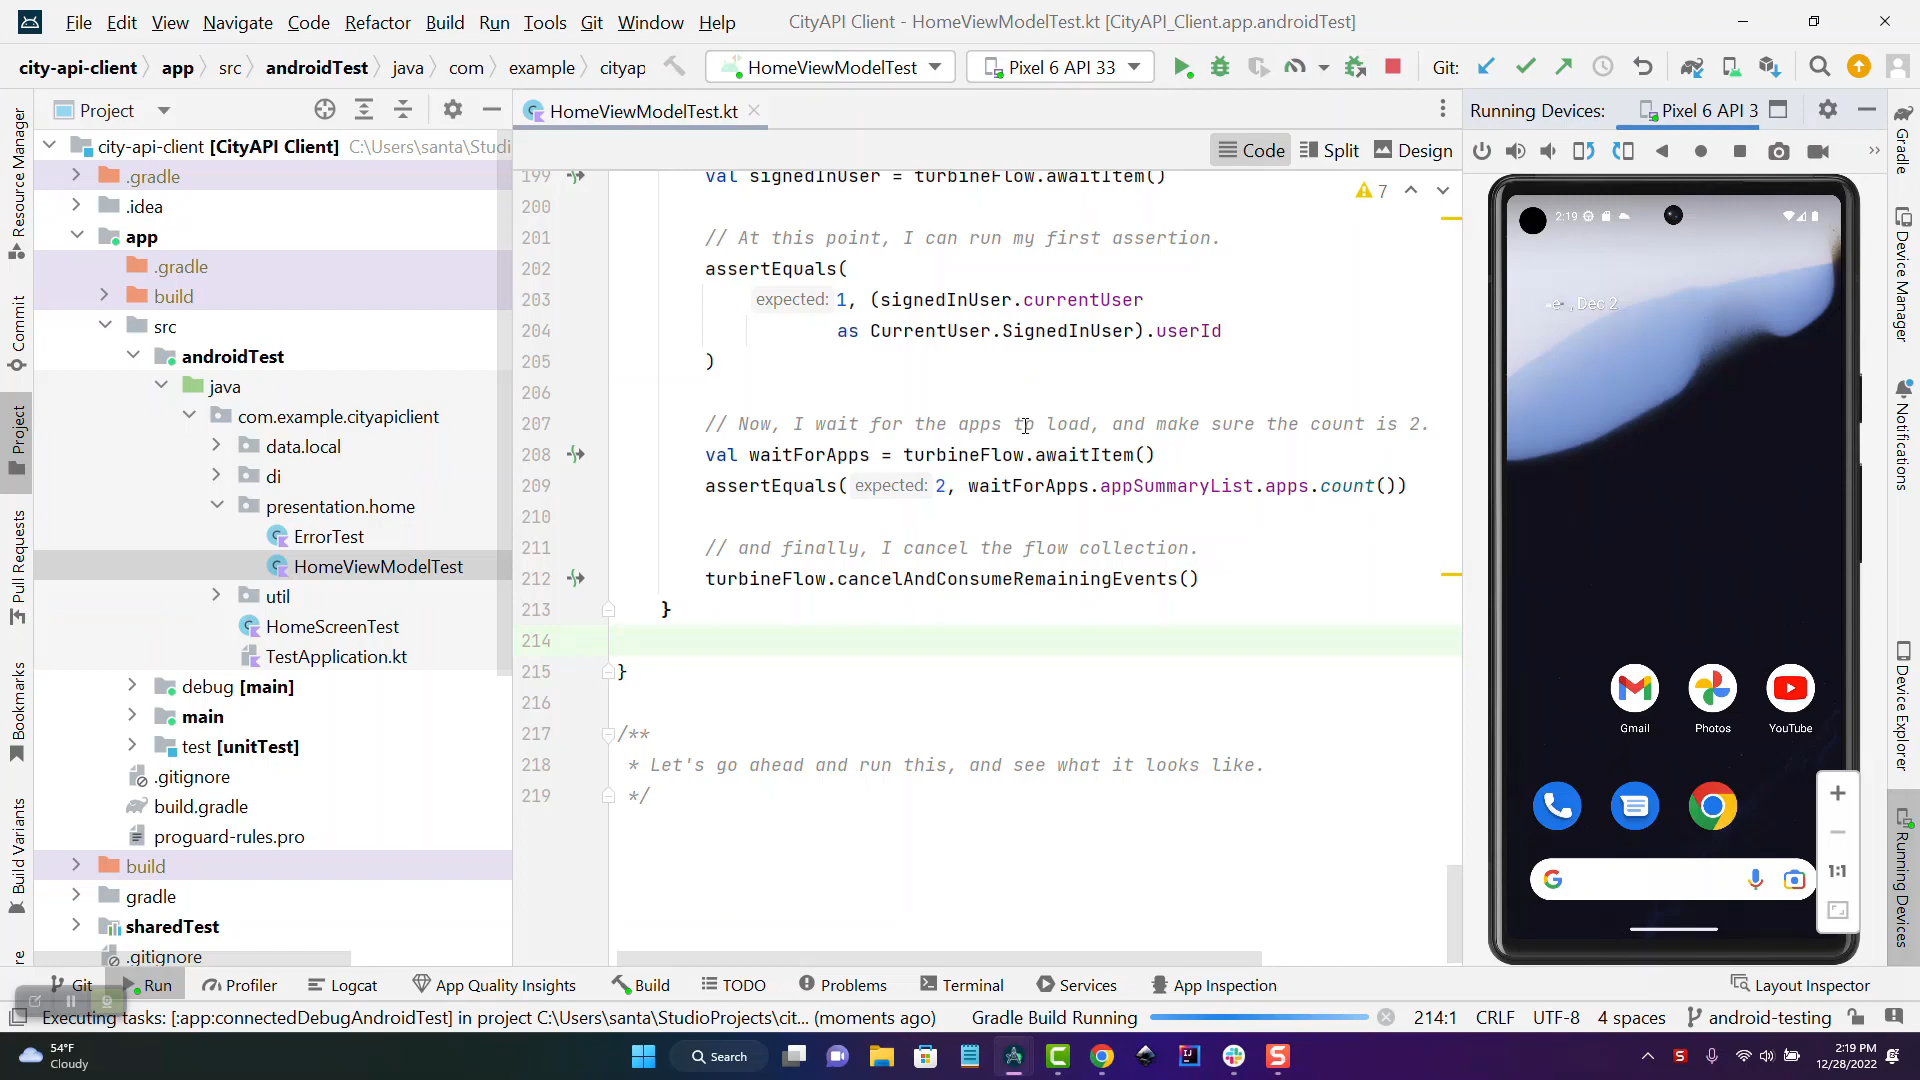 File Edit View Navigate Code Refactor Build Run Tools Git Window Help CityAPI Client - HomeViewModelTest.kt [CityAPI_Client.app.androidTest]
city-api-client app src androidTest java com example cityap HomeViewModelTest Pixel 6 API 33 Git:
Project
HomeViewModelTest.kt
Running Devices: Pixel 6 API 3
Code Split Design
city-api-client [CityAPI Client] C:\Users\santa\Studi
.gradle
.idea
app
.gradle
build
src
androidTest
java
com.example.cityapiclient
data.local
di
presentation.home
ErrorTest
HomeViewModelTest
util
HomeScreenTest
TestApplication.kt
debug [main]
main
test [unitTest]
.gitignore
build.gradle
proguard-rules.pro
build
gradle
sharedTest
.gitignore
7
199 val signedInUser = turbineFlow.awaitItem()
200
201 // At this point, I can run my first assertion.
202 assertEquals(
203 expected: 1, (signedInUser.currentUser
204 as CurrentUser.SignedInUser).userId
205 )
206
207 // Now, I wait for the apps to load, and make sure the count is 2.
208 val waitForApps = turbineFlow.awaitItem()
209 assertEquals( expected: 2, waitForApps.appSummaryList.apps.count())
210
211 // and finally, I cancel the flow collection.
212 turbineFlow.cancelAndConsumeRemainingEvents()
213 }
214
215 }
216
217 /**
218 * Let's go ahead and run this, and see what it looks like.
219 */
2:19
, Dec 2
Gmail Photos YouTube
1:1
Resource Manager
Commit
Project
Pull Requests
Bookmarks
Build Variants
Gradle
Device Manager
Notifications
Device Explorer
Running Devices
Git Run Profiler Logcat App Quality Insights Build TODO Problems Terminal Services App Inspection Layout Inspector
Executing tasks: [:app:connectedDebugAndroidTest] in project C:\Users\santa\StudioProjects\cit... (moments ago) Gradle Build Running 214:1 CRLF UTF-8 4 spaces android-testing
54°F
Cloudy
Search
2:19 PM
12/28/2022